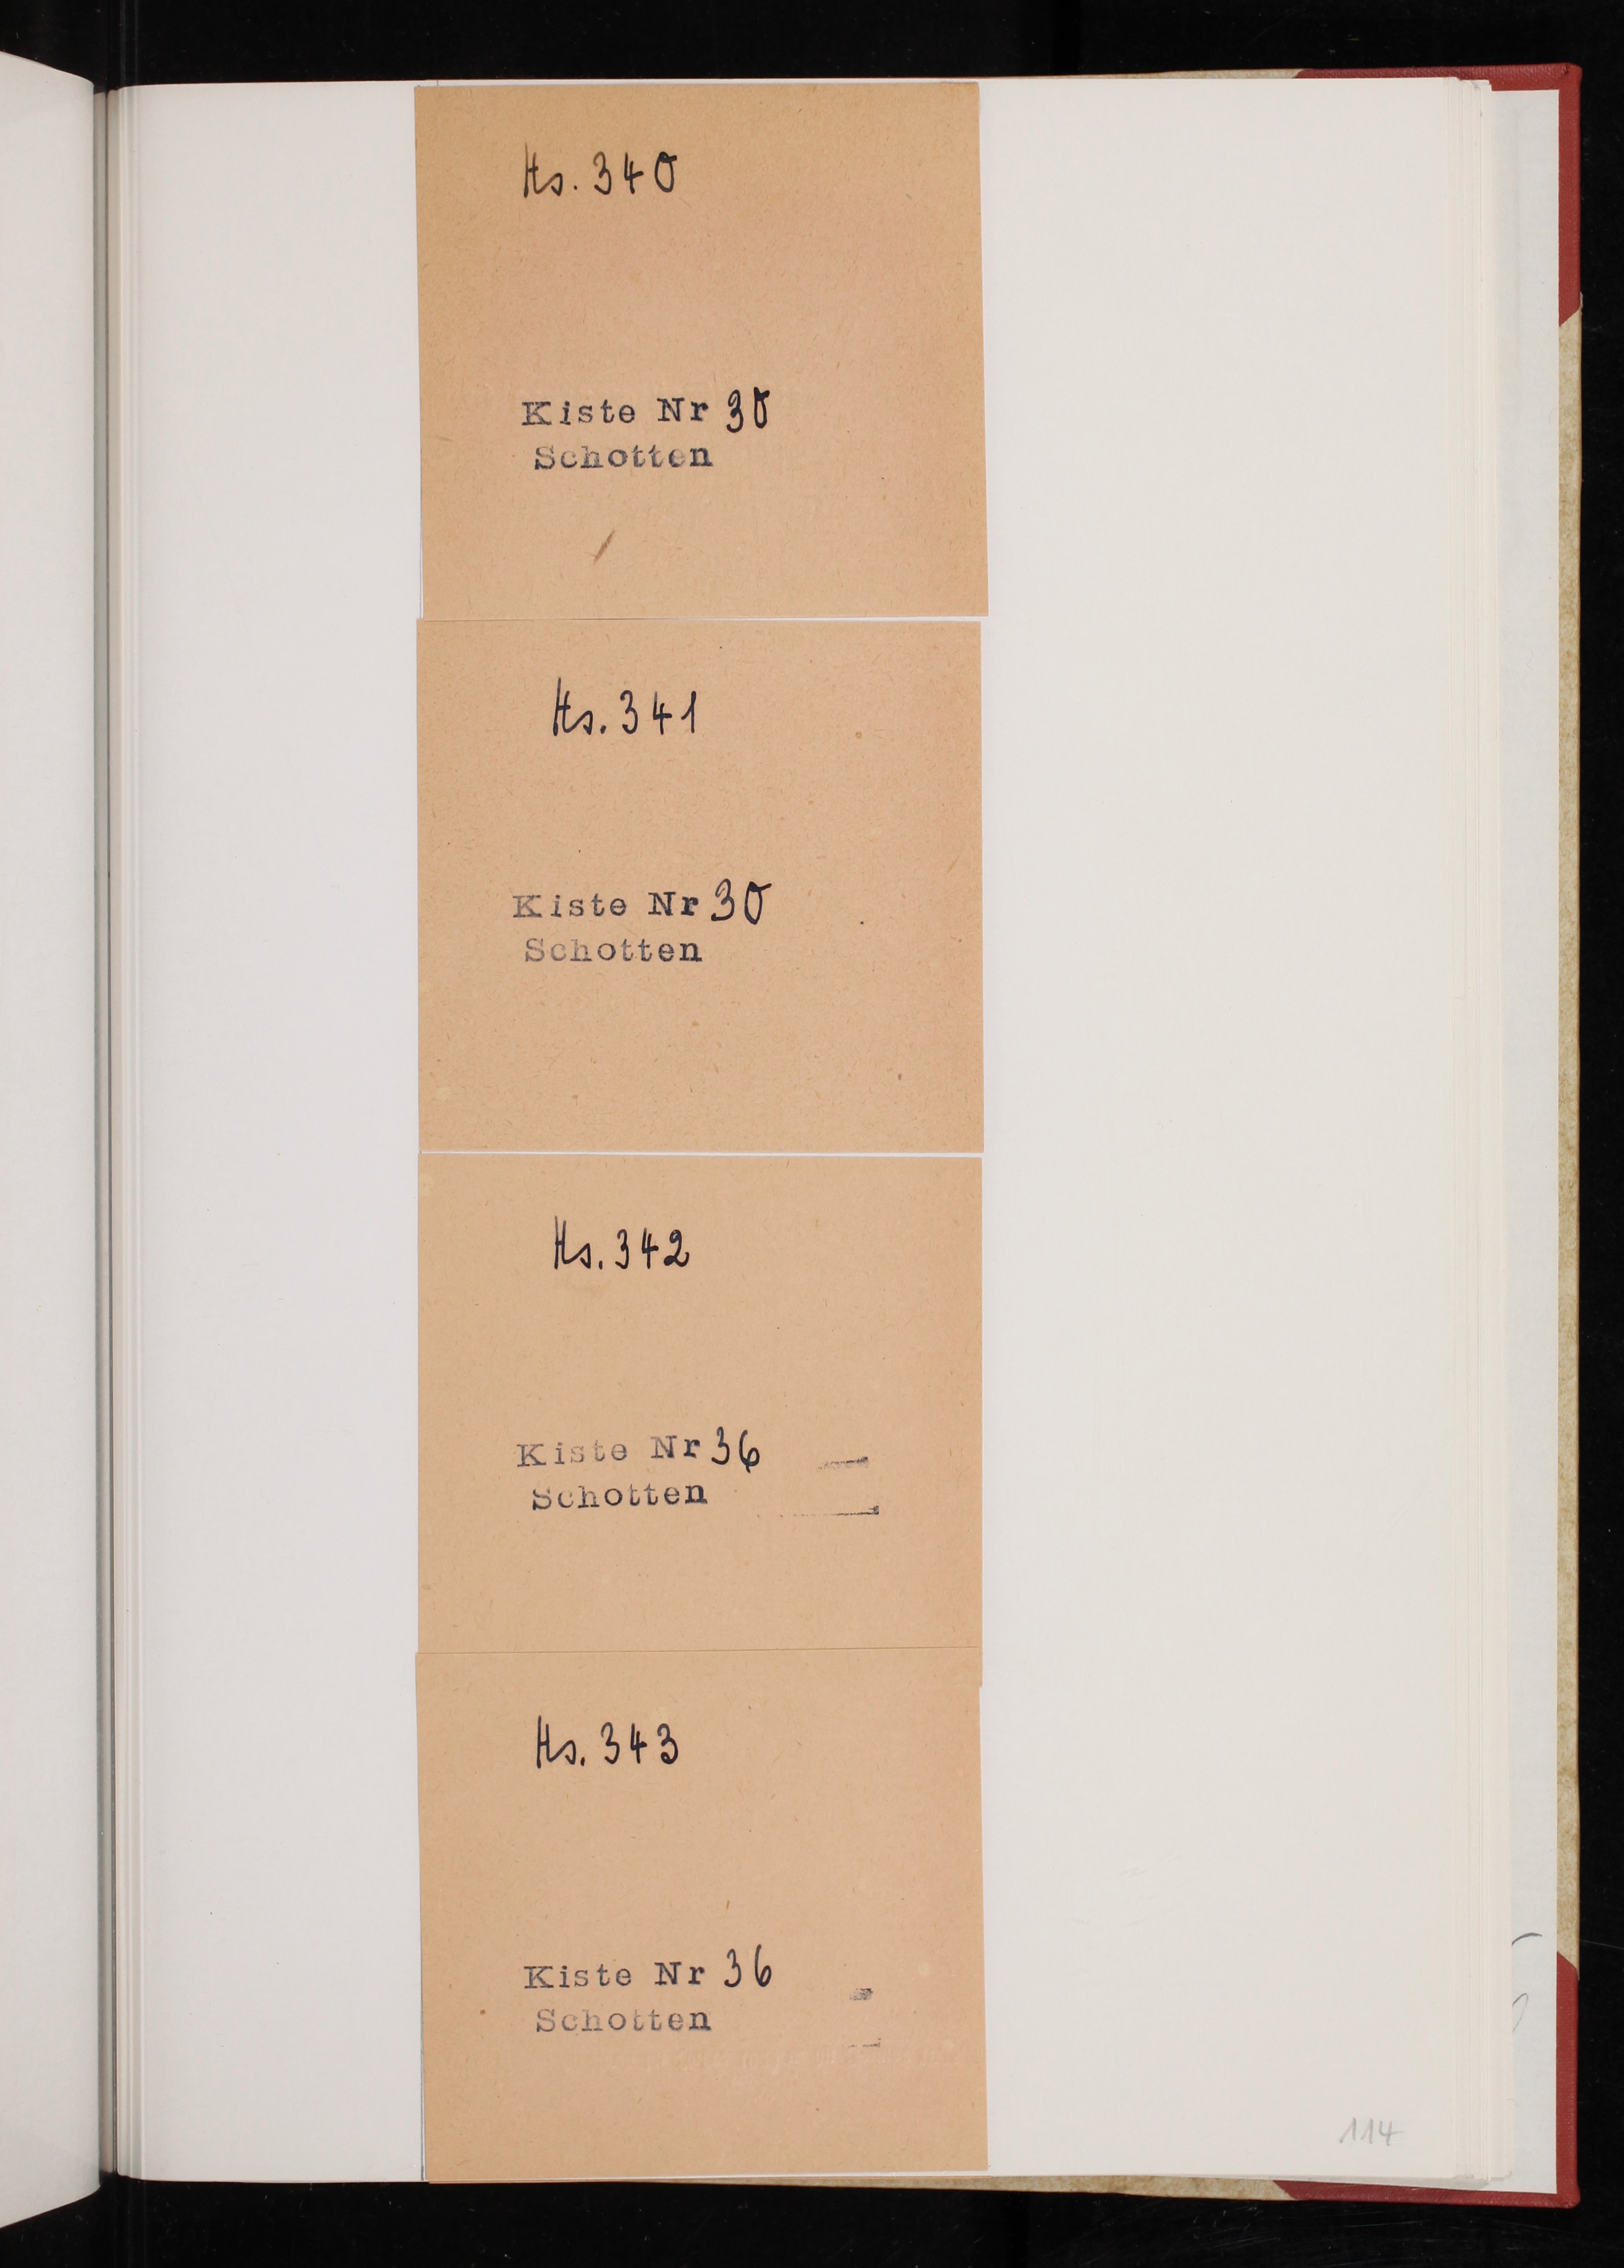 Hs. 340
Kiste Nr 30
Schotten
Hs. 341
Kiste Nr 30
Schotten
Hs. 342
Kiste Nr 36
Schotten
Hs. 343
Kiste Nr 36
Schotten
114